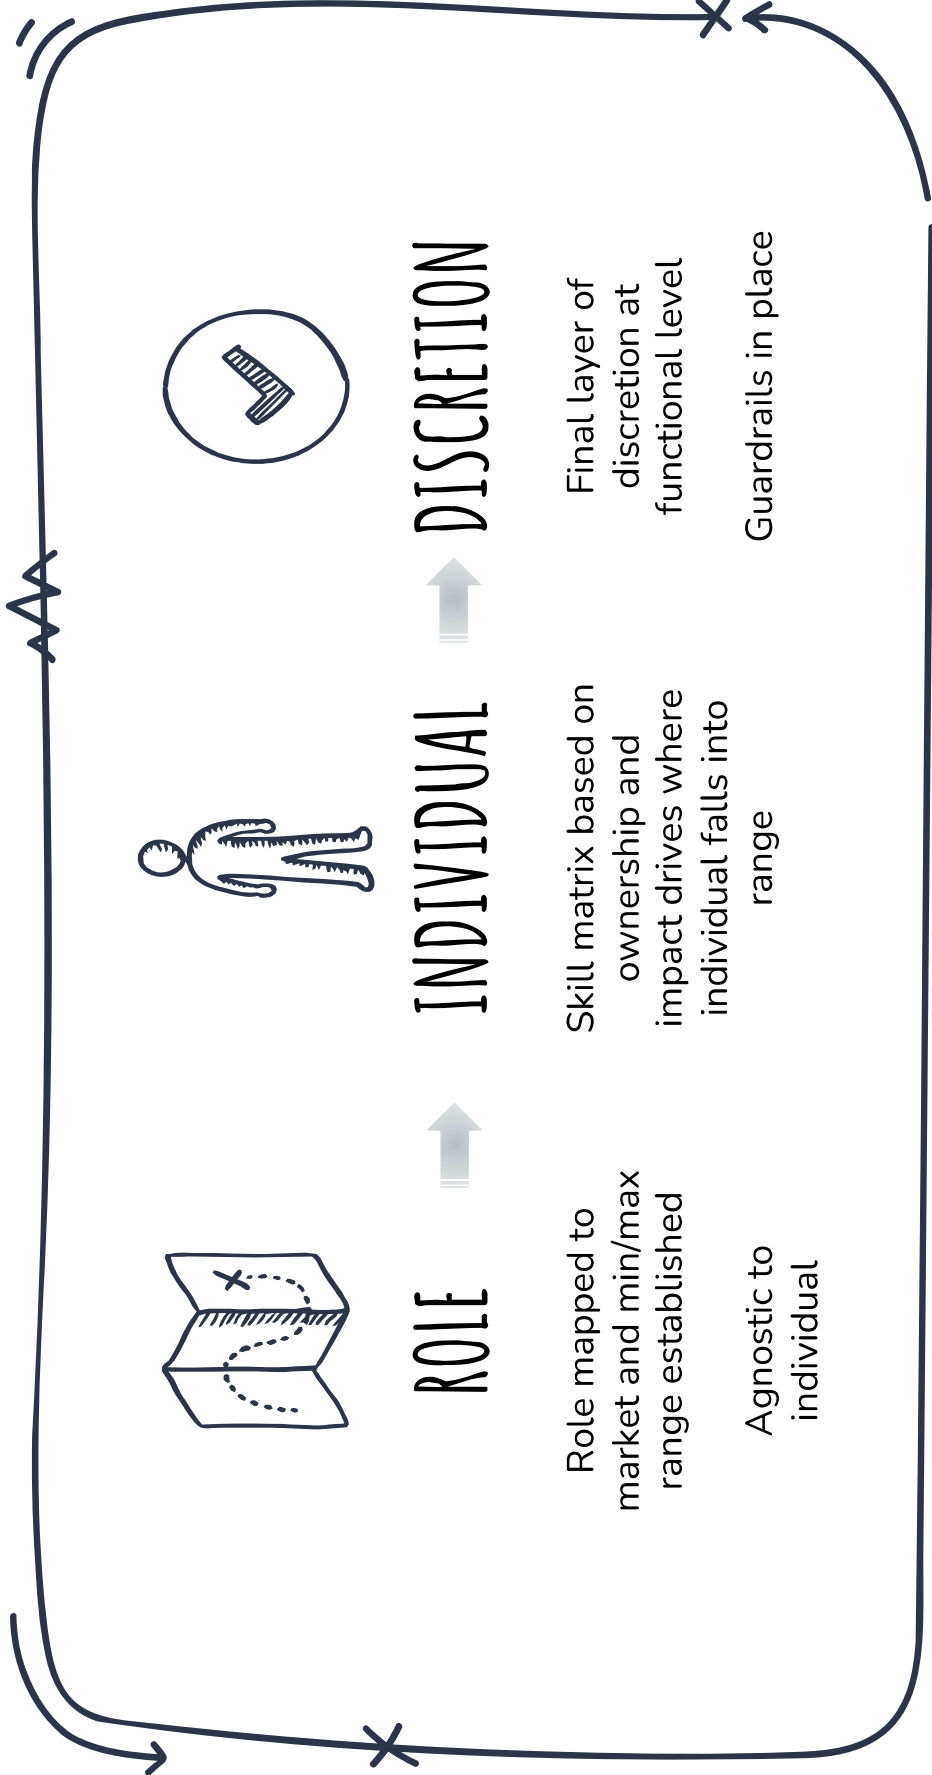 ROLE
Role mapped to
market and min/max
range established
Agnostic to
individual
INDIVIDUAL
Skill matrix based on
ownership and
impact drives where
individual falls into
range
DISCRETION
Final layer of
discretion at
functional level
Guardrails in place